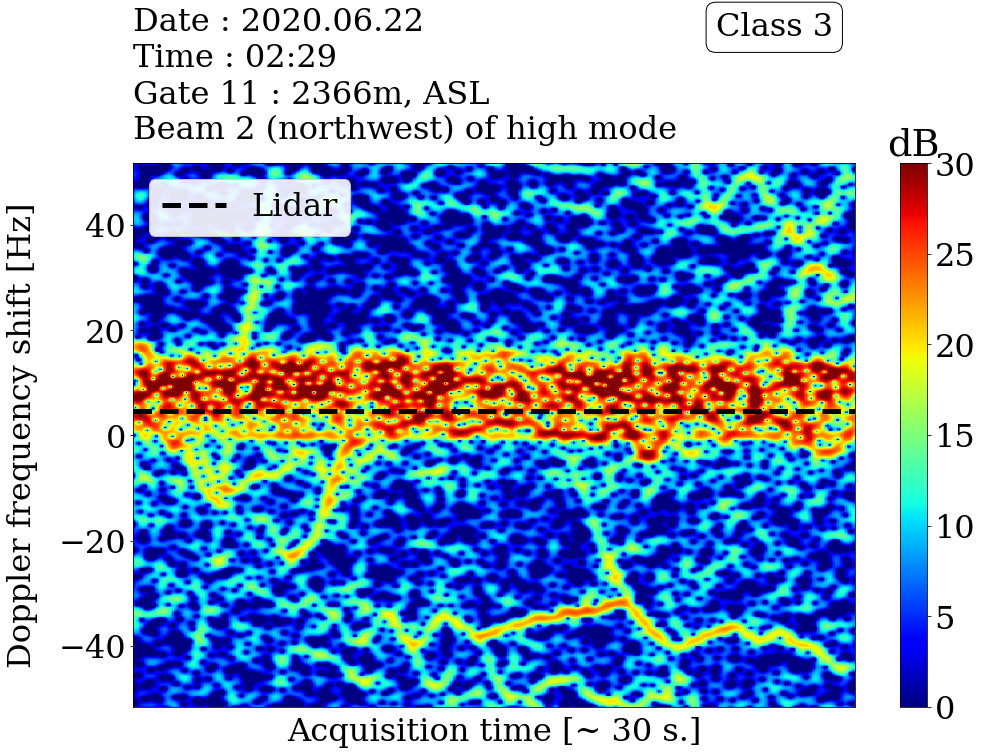 Date : 2020.06.22
Time : 02:29
Gate 11 : 2366m, ASL
Beam 2 (northwest) of high mode
Class 3
dB
Lidar
Doppler frequency shift [Hz]
40
20
0
−20
−40
30
25
20
15
10
5
0
Acquisition time [~ 30 s.]